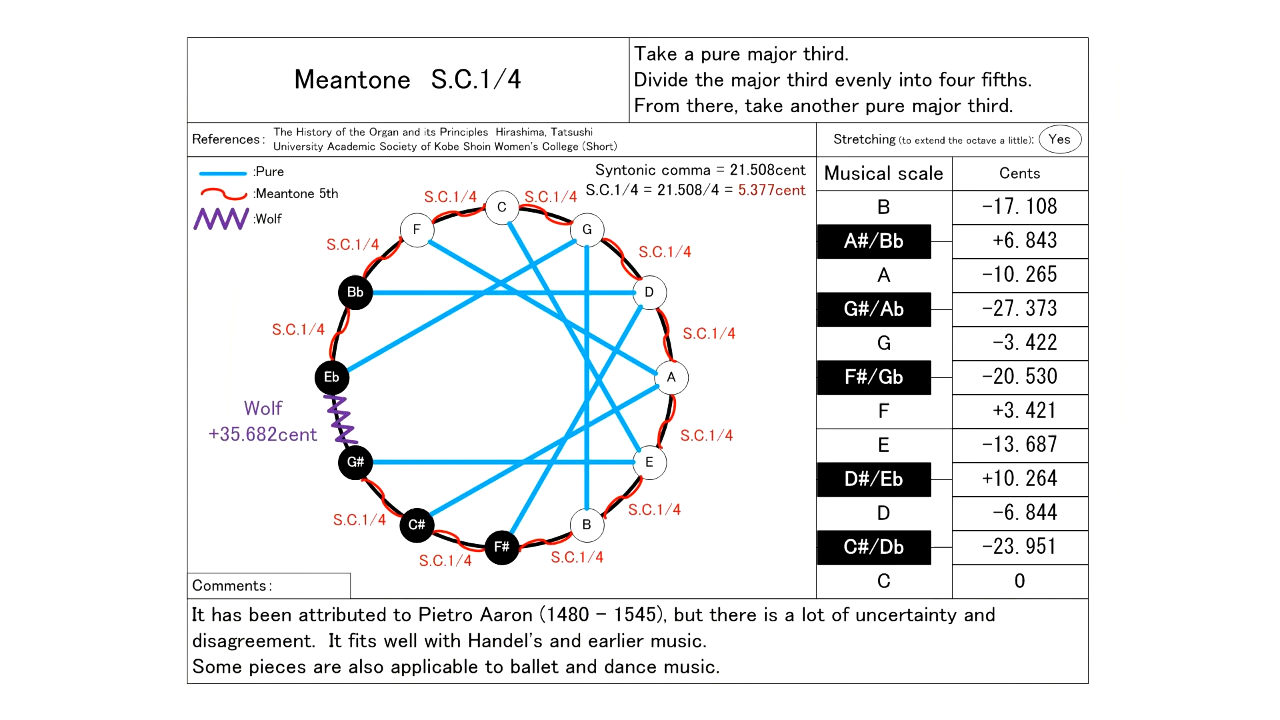 Meantone S.C.1/4
Take a pure major third.
Divide the major third evenly into four fifths.
From there, take another pure major third.
References: The History of the Organ and its Principles Hirashima, Tatsushi
University Academic Society of Kobe Shoin Women's College (Short)
Stretching (to extend the octave a little): Yes
:Pure
:Meantone 5th
:Wolf
Syntonic comma = 21.508cent
S.C.1/4 = 21.508/4 = 5.377cent
S.C.1/4
S.C.1/4
C
F
G
S.C.1/4
S.C.1/4
Bb
D
S.C.1/4
S.C.1/4
Eb
A
Wolf
+35.682cent
S.C.1/4
G#
E
S.C.1/4
S.C.1/4
C#
B
F#
S.C.1/4
S.C.1/4
Musical scale Cents
B -17.108
A#/Bb +6.843
A -10.265
G#/Ab -27.373
G -3.422
F#/Gb -20.530
F +3.421
E -13.687
D#/Eb +10.264
D -6.844
C#/Db -23.951
C 0
Comments:
It has been attributed to Pietro Aaron (1480 - 1545), but there is a lot of uncertainty and
disagreement. It fits well with Handel's and earlier music.
Some pieces are also applicable to ballet and dance music.